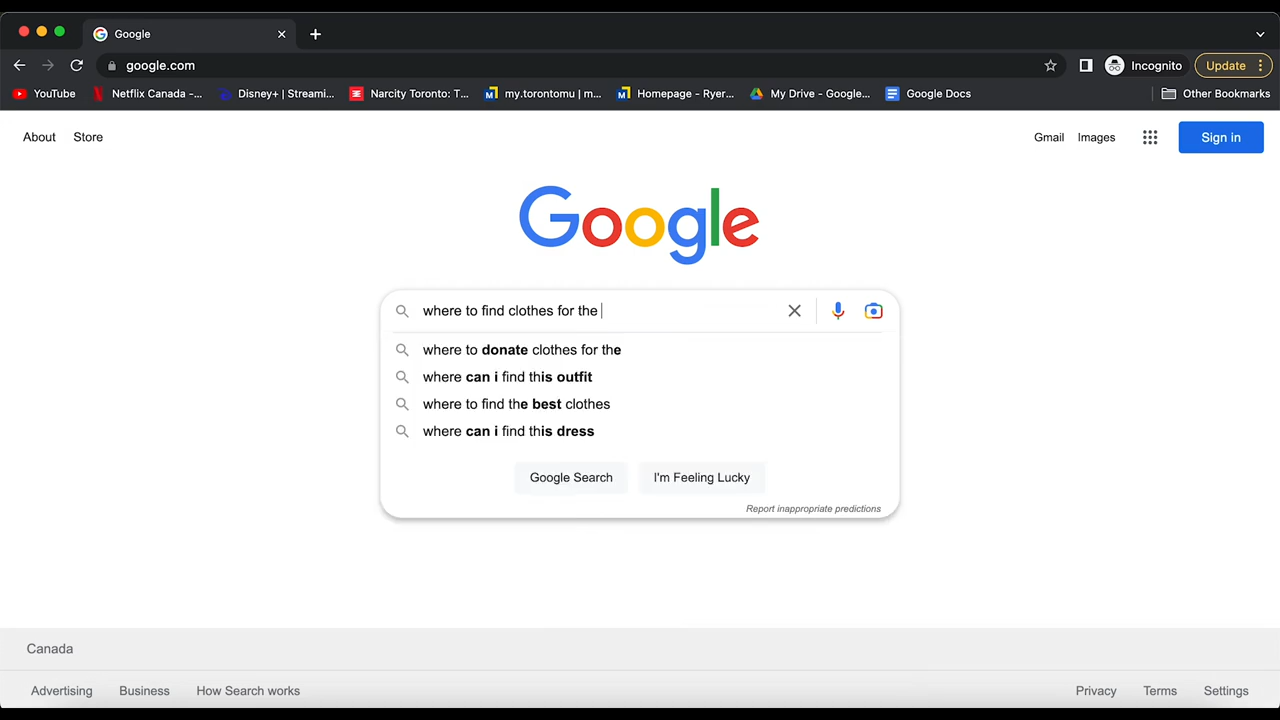 Google
google.com
Incognito
Update
YouTube
Netflix Canada -...
Disney+ | Streami...
Narcity Toronto: T...
my.torontomu | m...
Homepage - Ryer...
My Drive - Google...
Google Docs
Other Bookmarks
About
Store
Gmail
Images
Sign in
Google
where to find clothes for the
where to donate clothes for the
where can i find this outfit
where to find the best clothes
where can i find this dress
Google Search
I'm Feeling Lucky
Report inappropriate predictions
Canada
Advertising
Business
How Search works
Privacy
Terms
Settings